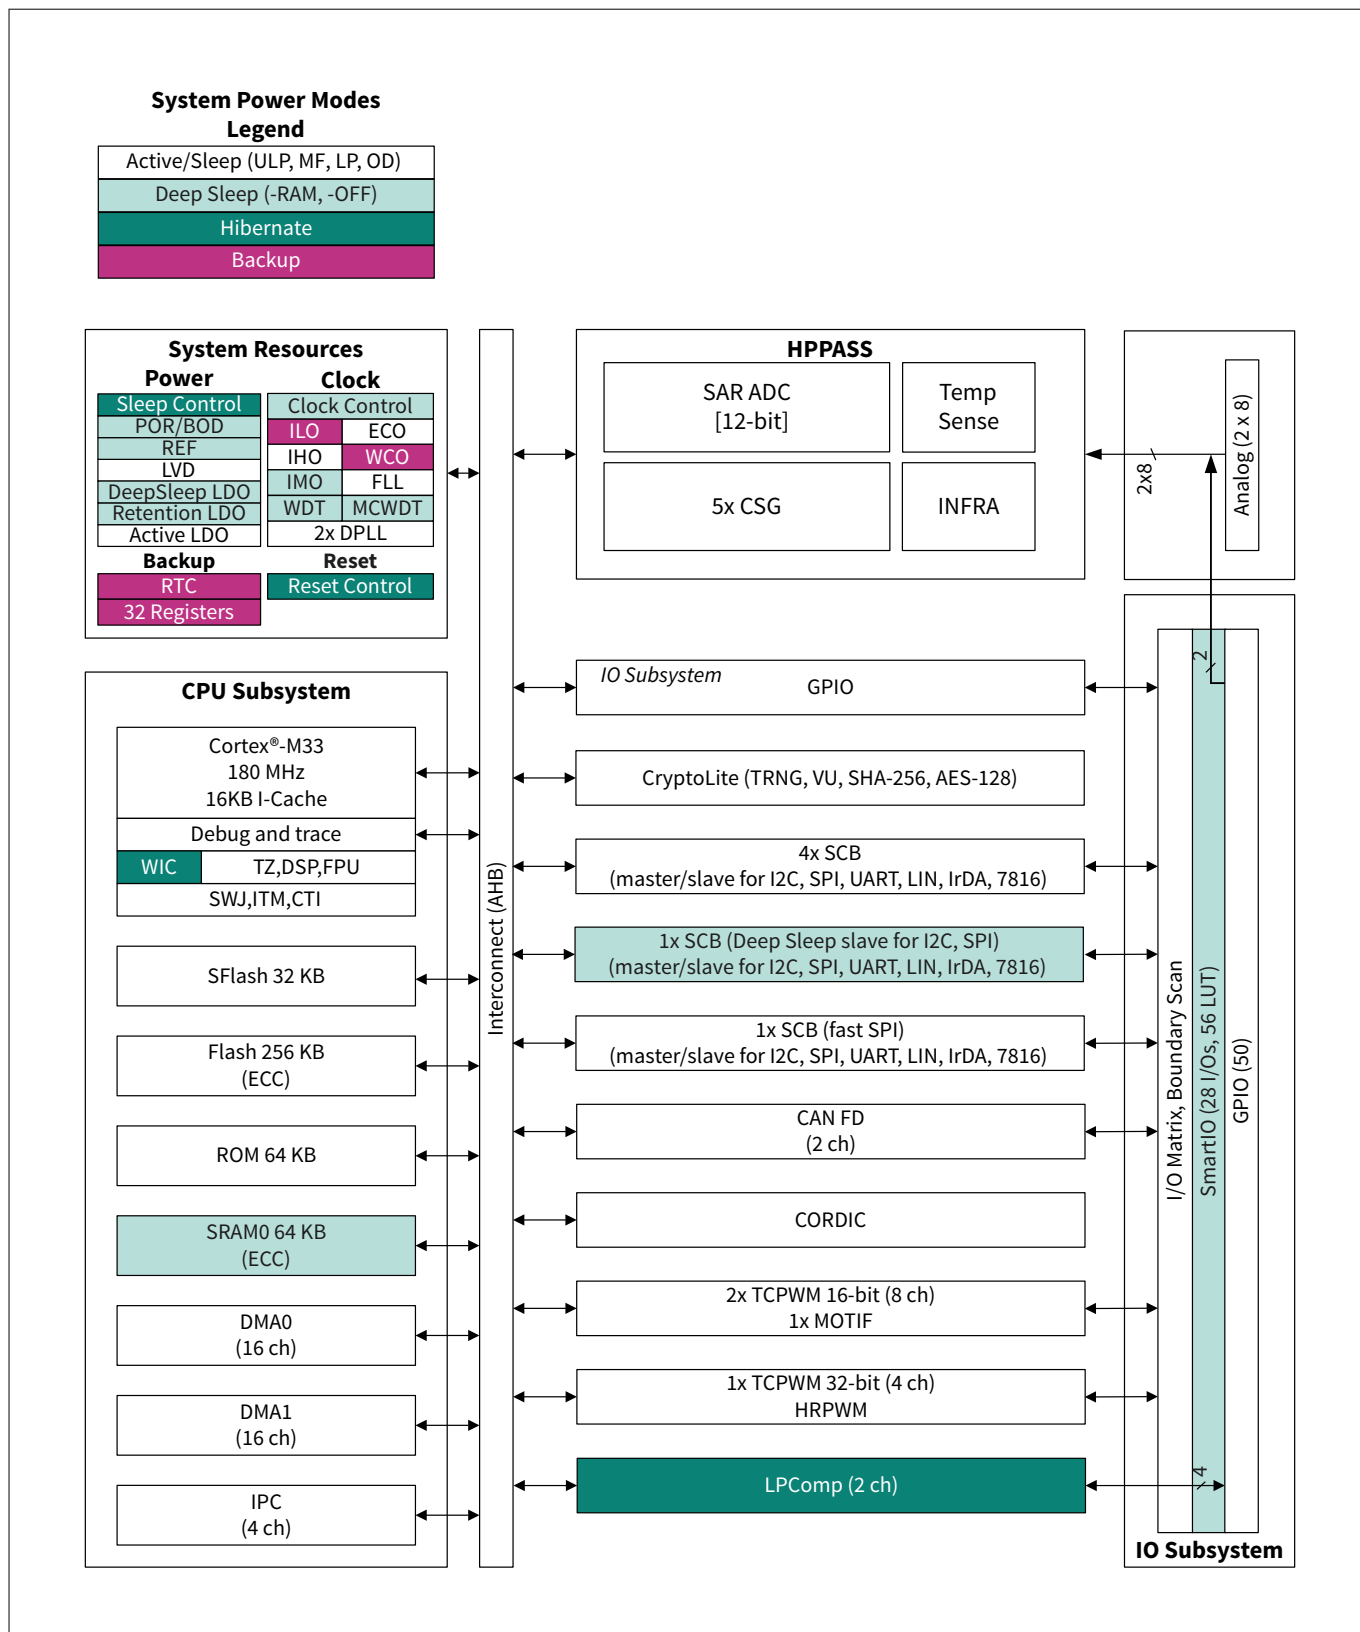 System Power Modes
Legend
Active/Sleep (ULP, MF, LP, OD)
Deep Sleep (-RAM, -OFF)
Hibernate
Backup
System Resources
Power
Clock
Sleep Control
POR/BOD
REF
LVD
DeepSleep LDO
Retention LDO
Active LDO
Clock Control
ILO
ECO
IHO
WCO
IMO
FLL
WDT
MCWDT
2x DPLL
Backup
Reset
RTC
32 Registers
Reset Control
CPU Subsystem
Cortex®-M33
180 MHz
16KB I-Cache
Debug and trace
WIC
TZ,DSP,FPU
SWJ,ITM,CTI
SFlash 32 KB
Flash 256 KB
(ECC)
ROM 64 KB
SRAM0 64 KB
(ECC)
DMA0
(16 ch)
DMA1
(16 ch)
IPC
(4 ch)
Interconnect (AHB)
HPPASS
SAR ADC
[12-bit]
Temp
Sense
5x CSG
INFRA
IO Subsystem
GPIO
CryptoLite (TRNG, VU, SHA-256, AES-128)
4x SCB
(master/slave for I2C, SPI, UART, LIN, IrDA, 7816)
1x SCB (Deep Sleep slave for I2C, SPI)
(master/slave for I2C, SPI, UART, LIN, IrDA, 7816)
1x SCB (fast SPI)
(master/slave for I2C, SPI, UART, LIN, IrDA, 7816)
CAN FD
(2 ch)
CORDIC
2x TCPWM 16-bit (8 ch)
1x MOTIF
1x TCPWM 32-bit (4 ch)
HRPWM
LPComp (2 ch)
2x8
Analog (2 x 8)
2
I/O Matrix, Boundary Scan
SmartIO (28 I/Os, 56 LUT)
GPIO (50)
4
IO Subsystem